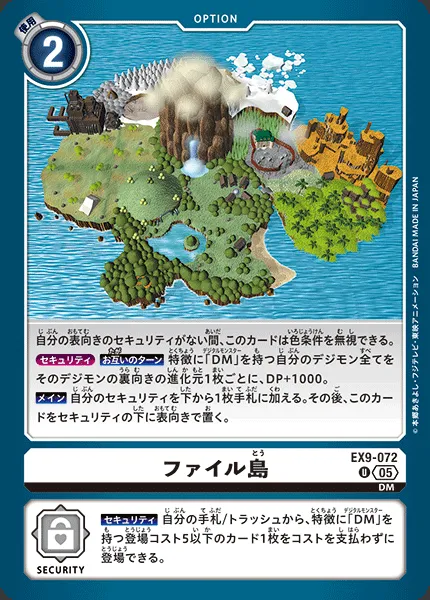 OPTION
使用
2
自分の表向きのセキュリティがない間、このカードは色条件を無視できる。
セキュリティ お互いのターン 特徴に「DM」を持つ自分のデジモン全てを
そのデジモンの裏向きの進化元1枚ごとに、DP+1000。
メイン 自分のセキュリティを下から1枚手札に加える。その後、このカー
ドをセキュリティの下に表向きで置く。
©本郷あきよし・フジテレビ・東映アニメーション BANDAI MADE IN JAPAN
ファイル島
EX9-072
U 05
DM
セキュリティ 自分の手札/トラッシュから、特徴に「DM」を
持つ登場コスト5以下のカード1枚をコストを支払わずに
登場できる。
SECURITY